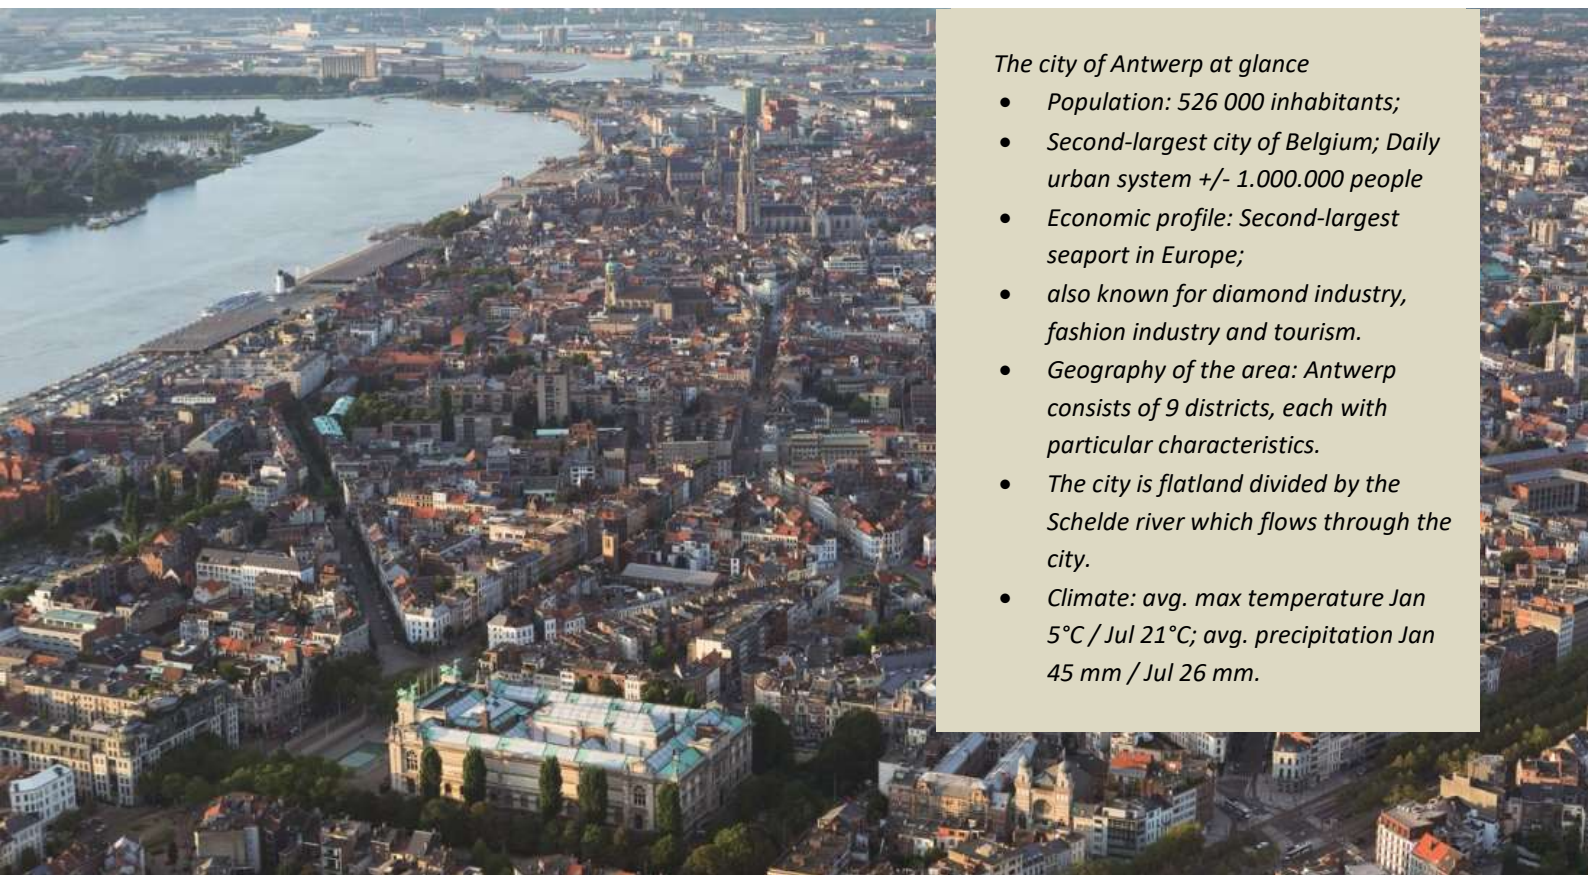 The city of Antwerp at glance
• Population: 526 000 inhabitants;
• Second-largest city of Belgium; Daily
urban system +/- 1.000.000 people
• Economic profile: Second-largest
seaport in Europe;
• also known for diamond industry,
fashion industry and tourism.
• Geography of the area: Antwerp
consists of 9 districts, each with
particular characteristics.
• The city is flatland divided by the
Schelde river which flows through the
city.
• Climate: avg. max temperature Jan
5°C / Jul 21°C; avg. precipitation Jan
45 mm / Jul 26 mm.